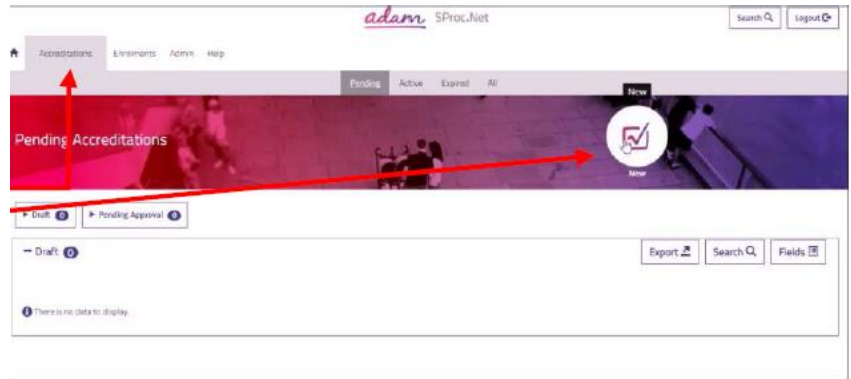 adam SProc.Net
Search
Logout
Accreditations Enrolments Admin Help
Pending Active Expired All
New
Pending Accreditations
New
Draft 0
Pending Approval 0
Draft 0
Export
Search
Fields
There is no data to display.